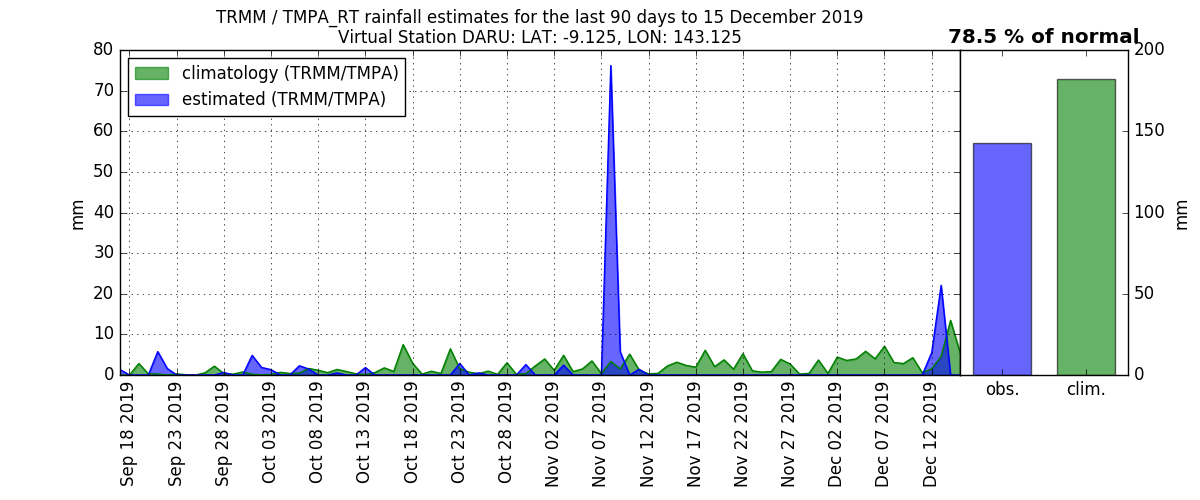 TRMM / TMPA_RT rainfall estimates for the last 90 days to 15 December 2019
Virtual Station DARU: LAT: -9.125, LON: 143.125
78.5 % of normal
climatology (TRMM/TMPA)
estimated (TRMM/TMPA)
mm
80
70
60
50
40
30
20
10
0
Sep 18 2019
Sep 23 2019
Sep 28 2019
Oct 03 2019
Oct 08 2019
Oct 13 2019
Oct 18 2019
Oct 23 2019
Oct 28 2019
Nov 02 2019
Nov 07 2019
Nov 12 2019
Nov 17 2019
Nov 22 2019
Nov 27 2019
Dec 02 2019
Dec 07 2019
Dec 12 2019
obs.
clim.
200
150
100
50
0
mm